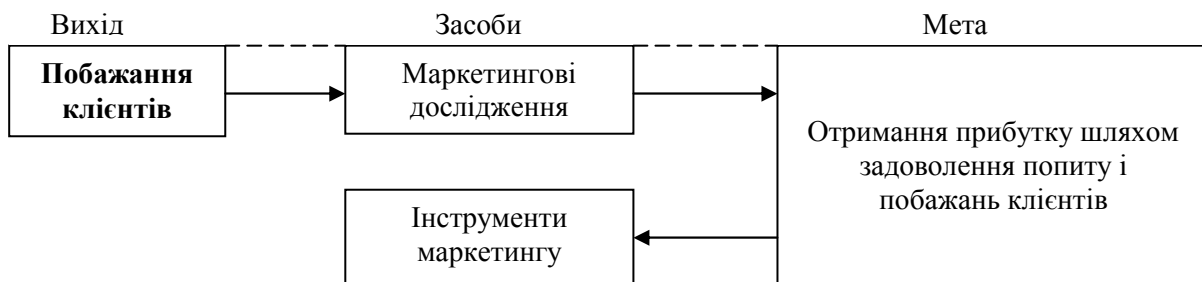 Вихід Засоби Мета
Побажання
клієнтів
Маркетингові
дослідження
Отримання прибутку шляхом
задоволення попиту і
побажань клієнтів
Інструменти
маркетингу